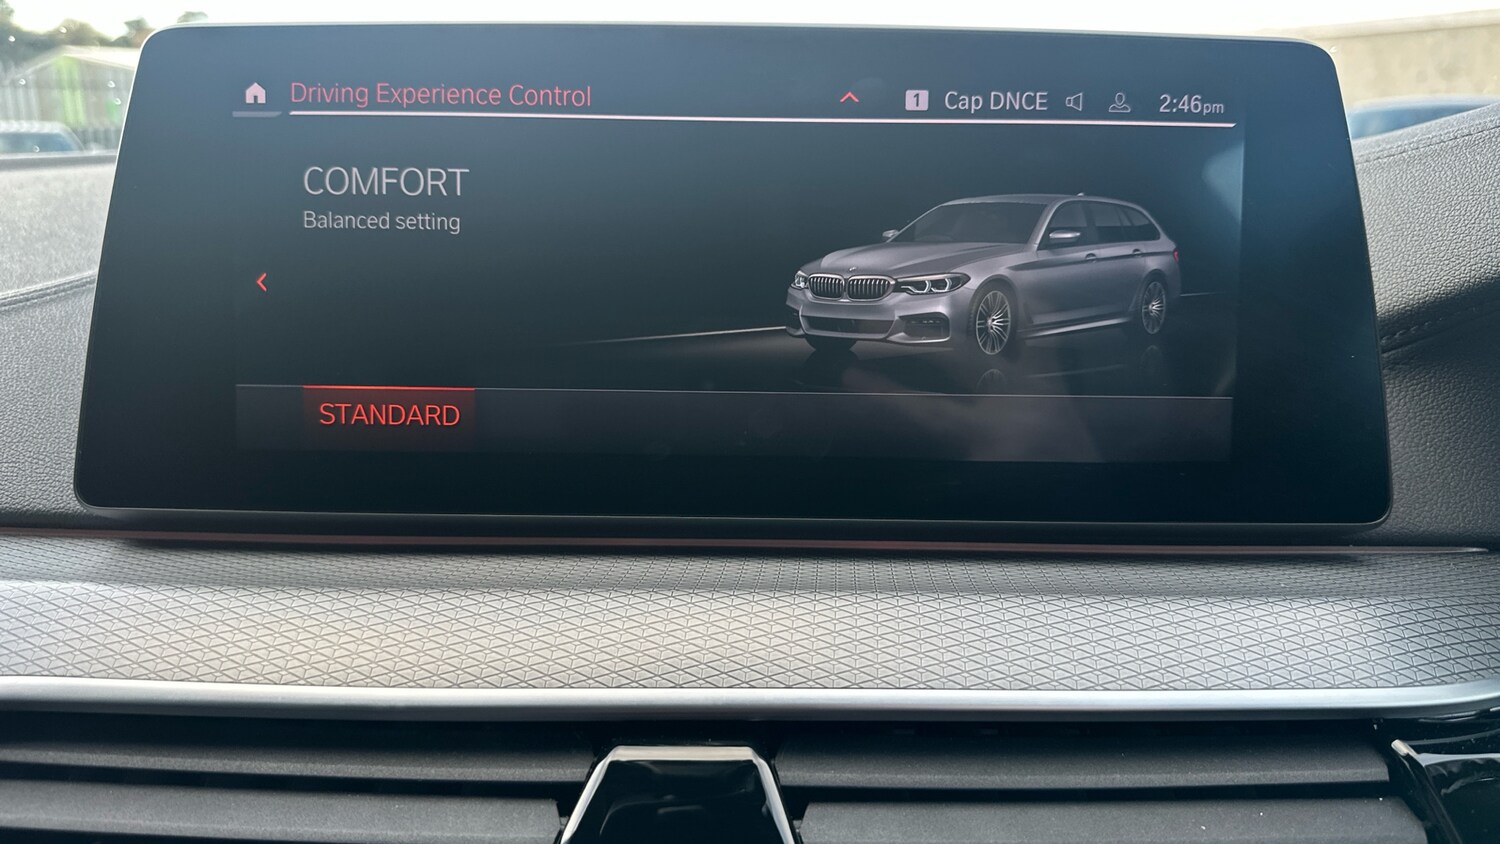 Driving Experience Control
1 Cap DNCE 2:46pm
COMFORT
Balanced setting
STANDARD